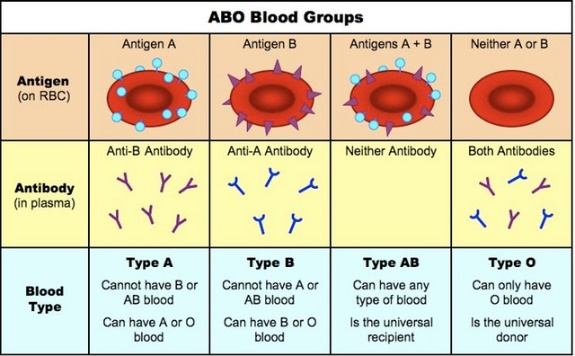 ABO Blood Groups
Antigen
(on RBC)
Antigen A
Antigen B
Antigens A + B
Neither A or B
Antibody
(in plasma)
Anti-B Antibody
Anti-A Antibody
Neither Antibody
Both Antibodies
Blood
Type
Type A
Cannot have B or
AB blood
Can have A or O
blood
Type B
Cannot have A or
AB blood
Can have B or O
blood
Type AB
Can have any
type of blood
Is the universal
recipient
Type O
Can only have
O blood
Is the universal
donor